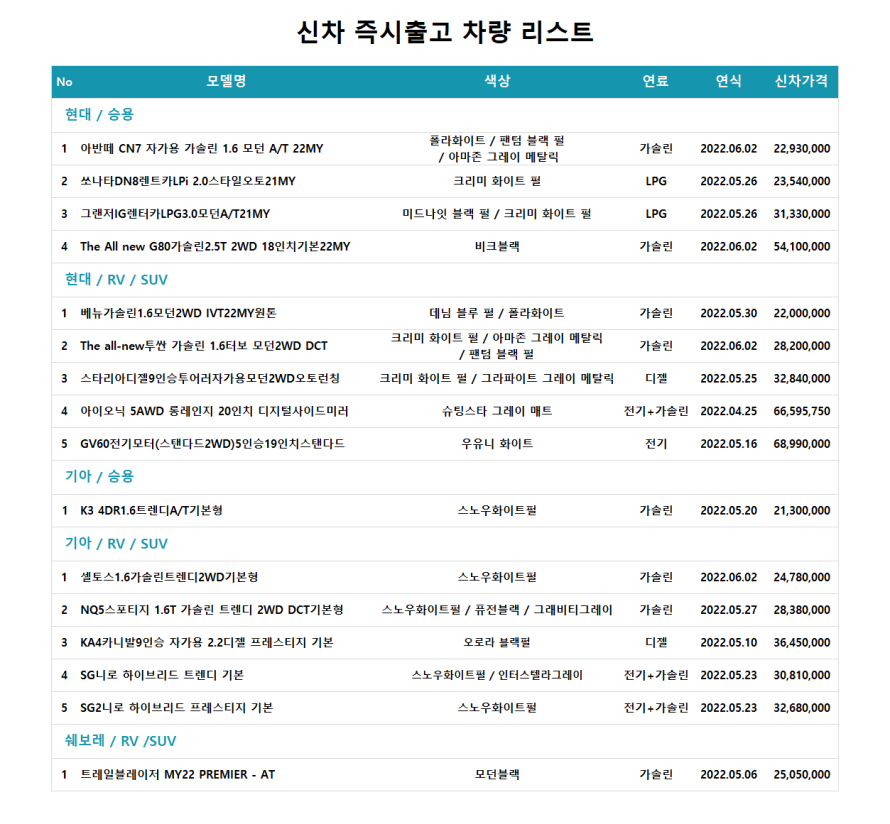 신차 즉시출고 차량 리스트
No 모델명 색상 연료 연식 신차가격
현대 / 승용
1 아반떼 CN7 자가용 가솔린 1.6 모던 A/T 22MY 폴라화이트 / 팬텀 블랙 펄 / 아마존 그레이 메탈릭 가솔린 2022.06.02 22,930,000
2 쏘나타DN8렌트카LPi 2.0스타일오토21MY 크리미 화이트 펄 LPG 2022.05.26 23,540,000
3 그랜저IG렌터카LPG3.0모던A/T21MY 미드나잇 블랙 펄 / 크리미 화이트 펄 LPG 2022.05.26 31,330,000
4 The All new G80가솔린2.5T 2WD 18인치기본22MY 비크블랙 가솔린 2022.06.02 54,100,000
현대 / RV / SUV
1 베뉴가솔린1.6모던2WD IVT22MY원톤 데님 블루 펄 / 폴라화이트 가솔린 2022.05.30 22,000,000
2 The all-new투싼 가솔린 1.6터보 모던2WD DCT 크리미 화이트 펄 / 아마존 그레이 메탈릭 / 팬텀 블랙 펄 가솔린 2022.06.02 28,200,000
3 스타리아디젤9인승투어러자가용모던2WD오토런칭 크리미 화이트 펄 / 그라파이트 그레이 메탈릭 디젤 2022.05.25 32,840,000
4 아이오닉 5AWD 롱레인지 20인치 디지털사이드미러 슈팅스타 그레이 매트 전기+가솔린 2022.04.25 66,595,750
5 GV60전기모터(스탠다드2WD)5인승19인치스탠다드 우유니 화이트 전기 2022.05.16 68,990,000
기아 / 승용
1 K3 4DR1.6트렌디A/T기본형 스노우화이트펄 가솔린 2022.05.20 21,300,000
기아 / RV / SUV
1 셀토스1.6가솔린트렌디2WD기본형 스노우화이트펄 가솔린 2022.06.02 24,780,000
2 NQ5스포티지 1.6T 가솔린 트렌디 2WD DCT기본형 스노우화이트펄 / 퓨전블랙 / 그래비티그레이 가솔린 2022.05.27 28,380,000
3 KA4카니발9인승 자가용 2.2디젤 프레스티지 기본 오로라 블랙펄 디젤 2022.05.10 36,450,000
4 SG니로 하이브리드 트렌디 기본 스노우화이트펄 / 인터스텔라그레이 전기+가솔린 2022.05.23 30,810,000
5 SG2니로 하이브리드 프레스티지 기본 스노우화이트펄 전기+가솔린 2022.05.23 32,680,000
쉐보레 / RV /SUV
1 트레일블레이저 MY22 PREMIER - AT 모던블랙 가솔린 2022.05.06 25,050,000